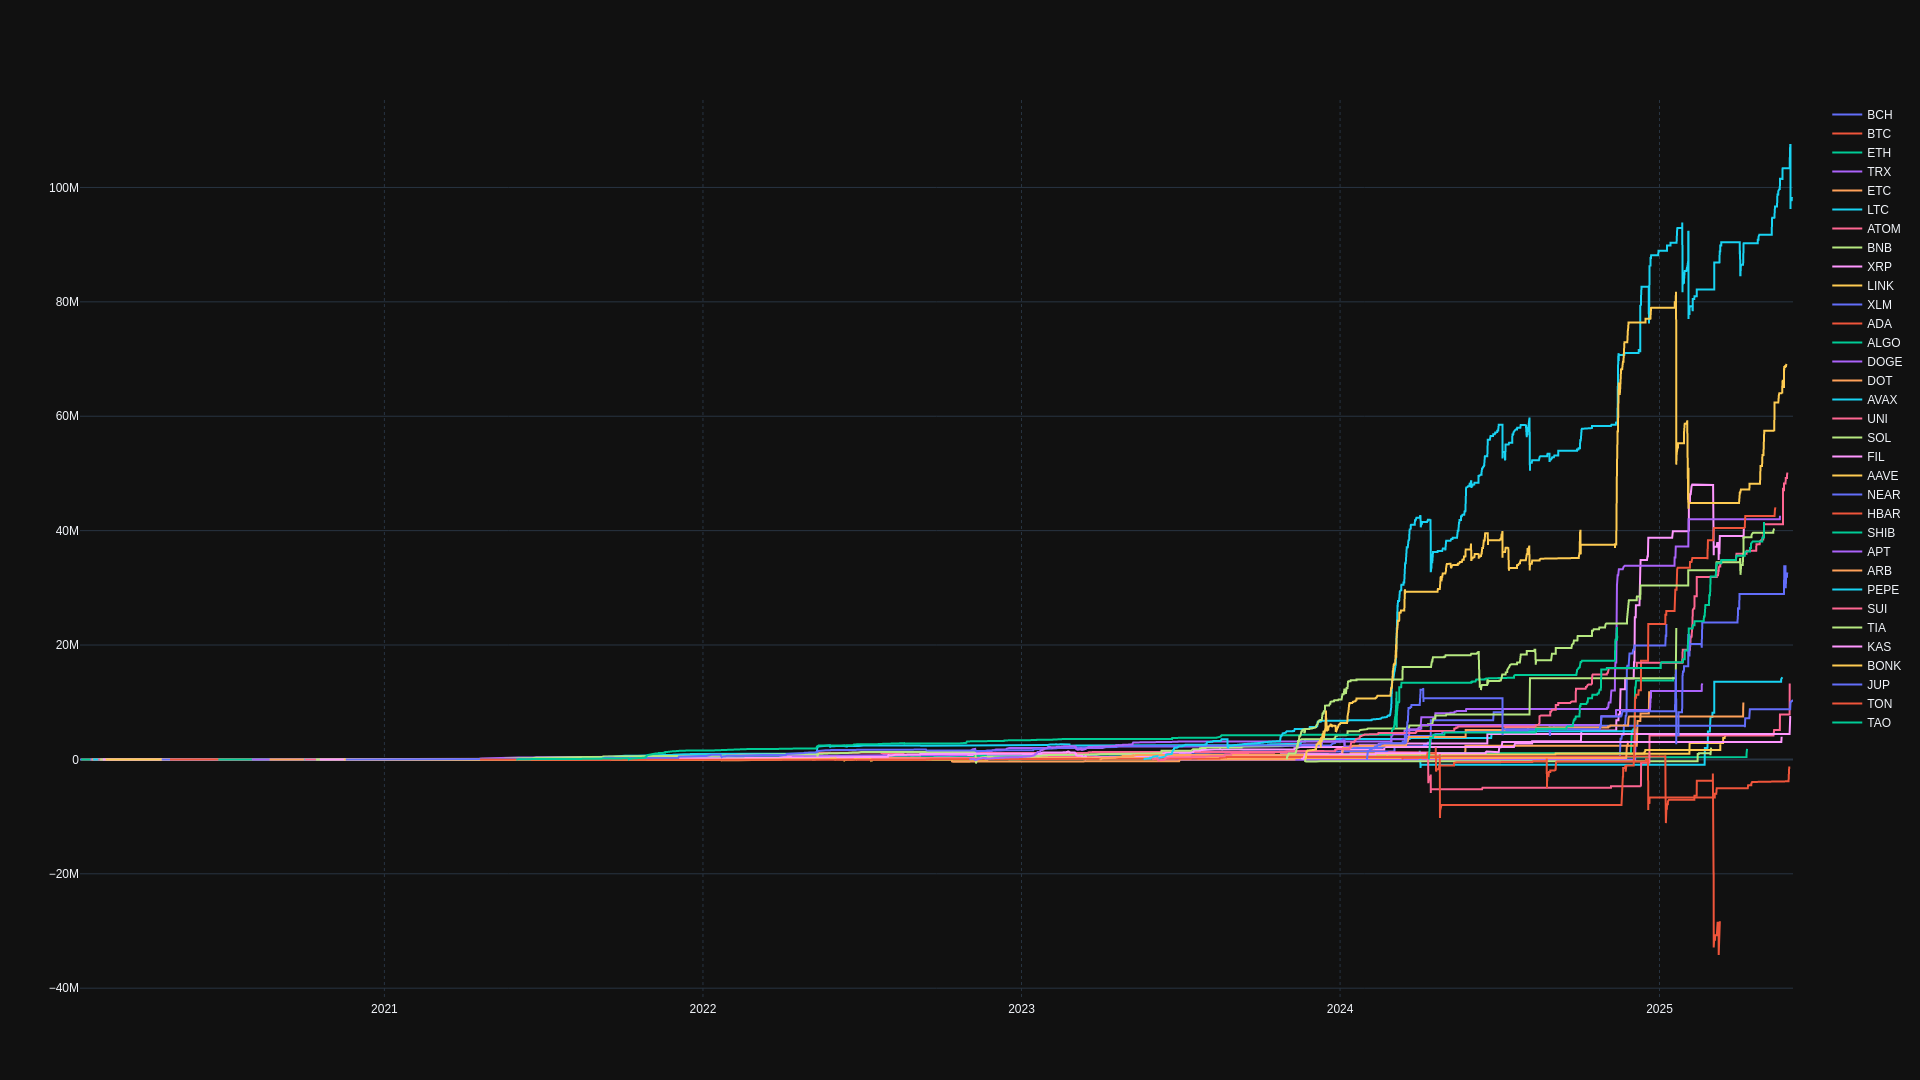 100M
80M
60M
40M
20M
0
−20M
−40M
2021
2022
2023
2024
2025
BCH
BTC
ETH
TRX
ETC
LTC
ATOM
BNB
XRP
LINK
XLM
ADA
ALGO
DOGE
DOT
AVAX
UNI
SOL
FIL
AAVE
NEAR
HBAR
SHIB
APT
ARB
PEPE
SUI
TIA
KAS
BONK
JUP
TON
TAO